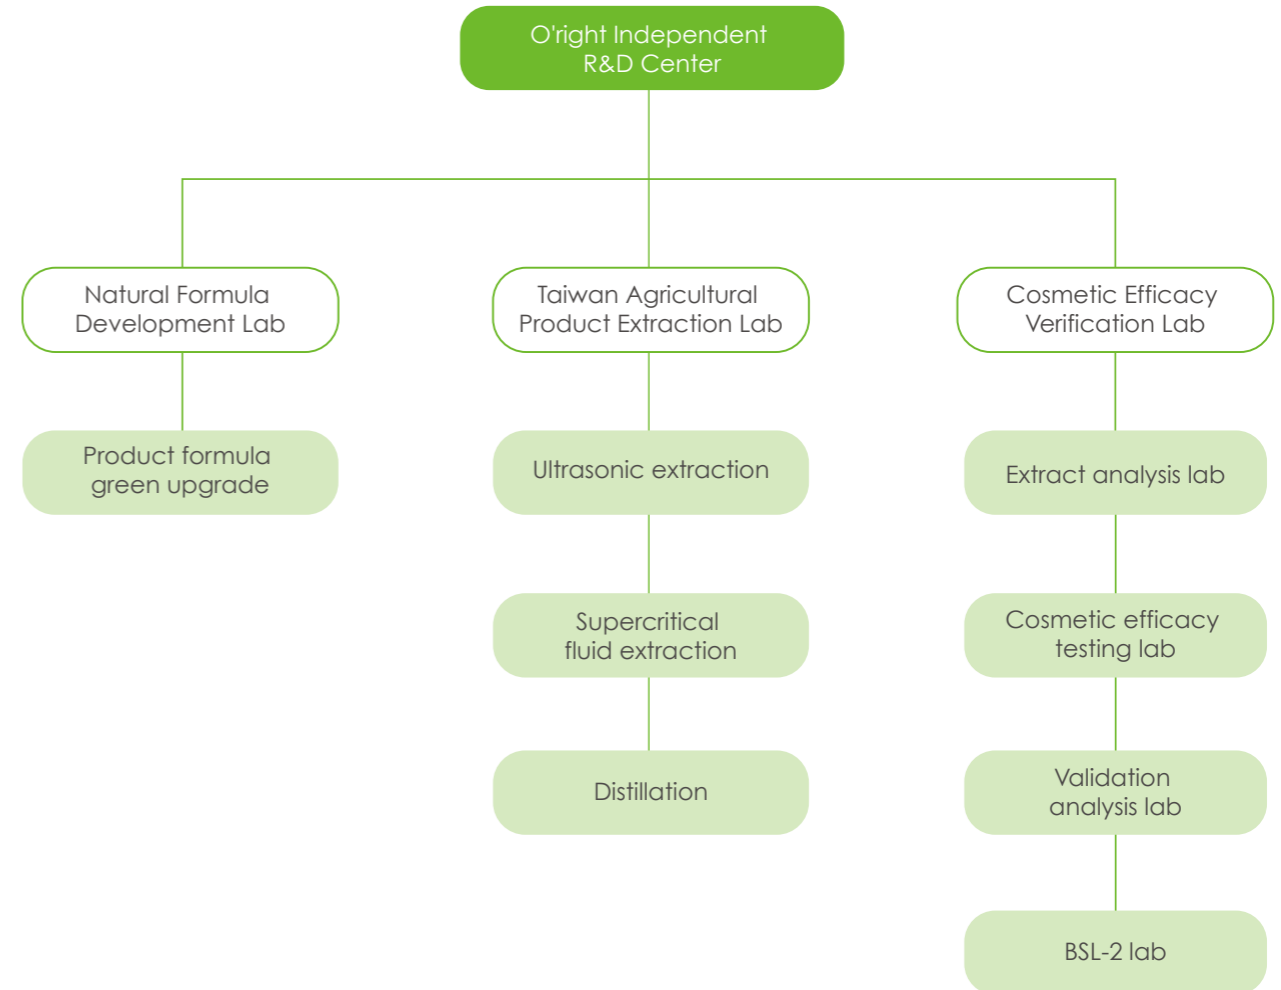 O'right Independent
R&D Center
Natural Formula
Development Lab
Product formula
green upgrade
Taiwan Agricultural
Product Extraction Lab
Ultrasonic extraction
Supercritical
fluid extraction
Distillation
Cosmetic Efficacy
Verification Lab
Extract analysis lab
Cosmetic efficacy
testing lab
Validation
analysis lab
BSL-2 lab